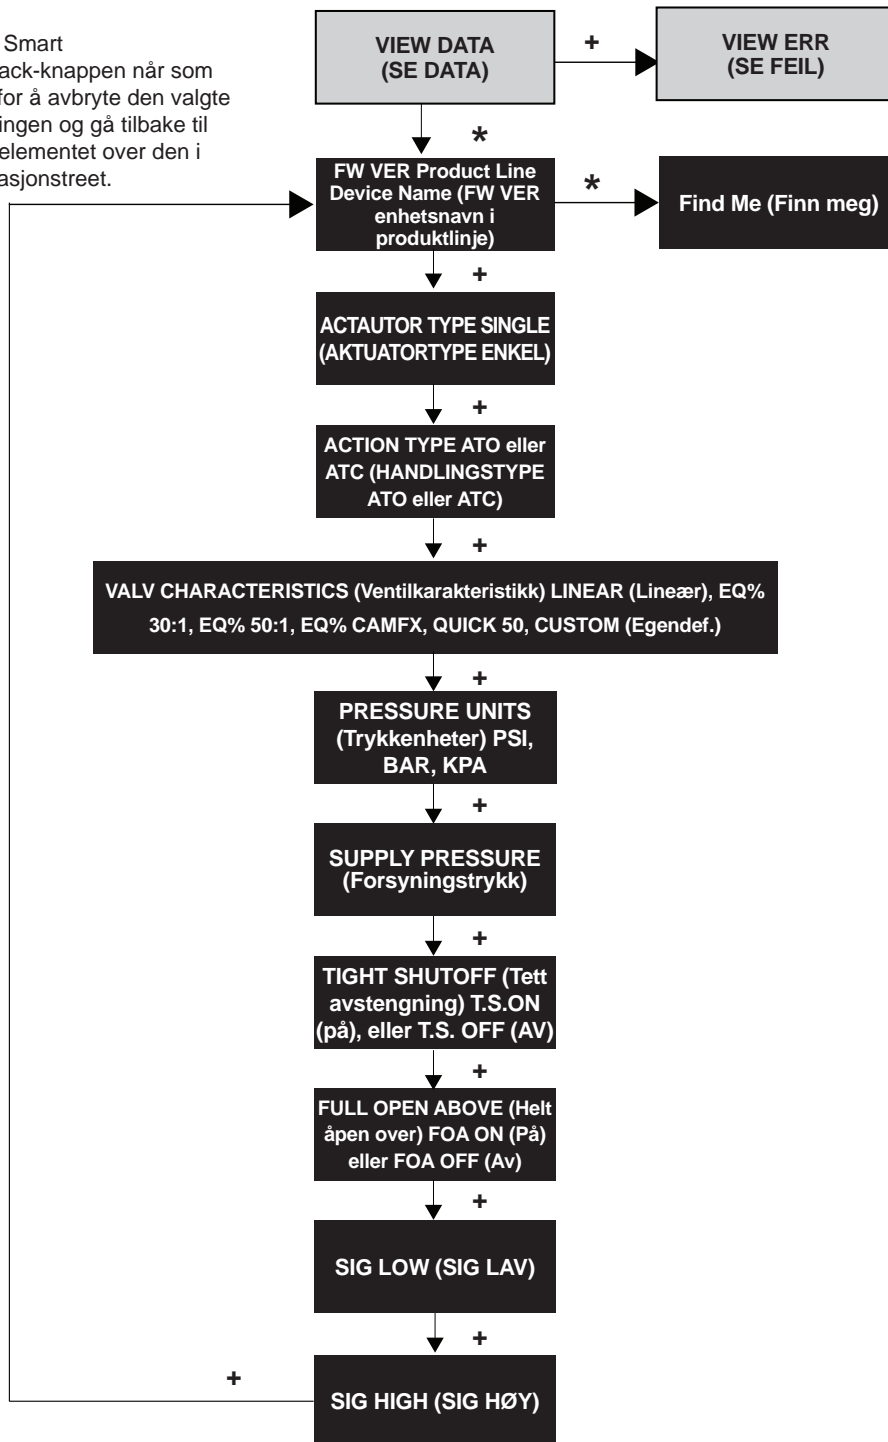 Smart
ack-knappen når som
for å avbryte den valgte
ingen og gå tilbake til
elementet over den i
asjonstreet.
VIEW DATA
(SE DATA)
+
VIEW ERR
(SE FEIL)
*
FW VER Product Line
Device Name (FW VER
enhetsnavn i
produktlinje)
*
Find Me (Finn meg)
+
ACTAUTOR TYPE SINGLE
(AKTUATORTYPE ENKEL)
+
ACTION TYPE ATO eller
ATC (HANDLINGSTYPE
ATO eller ATC)
+
VALV CHARACTERISTICS (Ventilkarakteristikk) LINEAR (Lineær), EQ%
30:1, EQ% 50:1, EQ% CAMFX, QUICK 50, CUSTOM (Egendef.)
+
PRESSURE UNITS
(Trykkenheter) PSI,
BAR, KPA
+
SUPPLY PRESSURE
(Forsyningstrykk)
+
TIGHT SHUTOFF (Tett
avstengning) T.S.ON
(på), eller T.S. OFF (AV)
+
FULL OPEN ABOVE (Helt
åpen over) FOA ON (På)
eller FOA OFF (Av)
+
SIG LOW (SIG LAV)
+
+
SIG HIGH (SIG HØY)